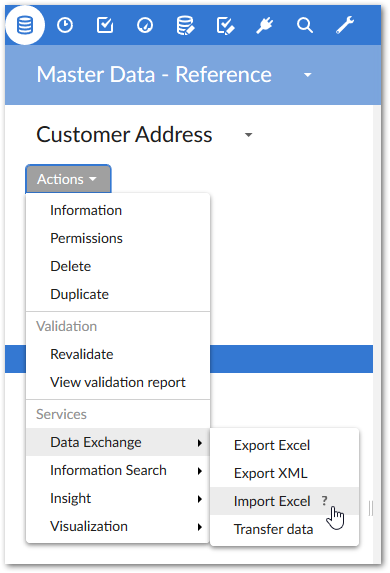 Master Data - Reference
Customer Address
Actions
Information
Permissions
Delete
Duplicate
Validation
Revalidate
View validation report
Services
Data Exchange
Information Search
Insight
Visualization
Export Excel
Export XML
Import Excel ?
Transfer data